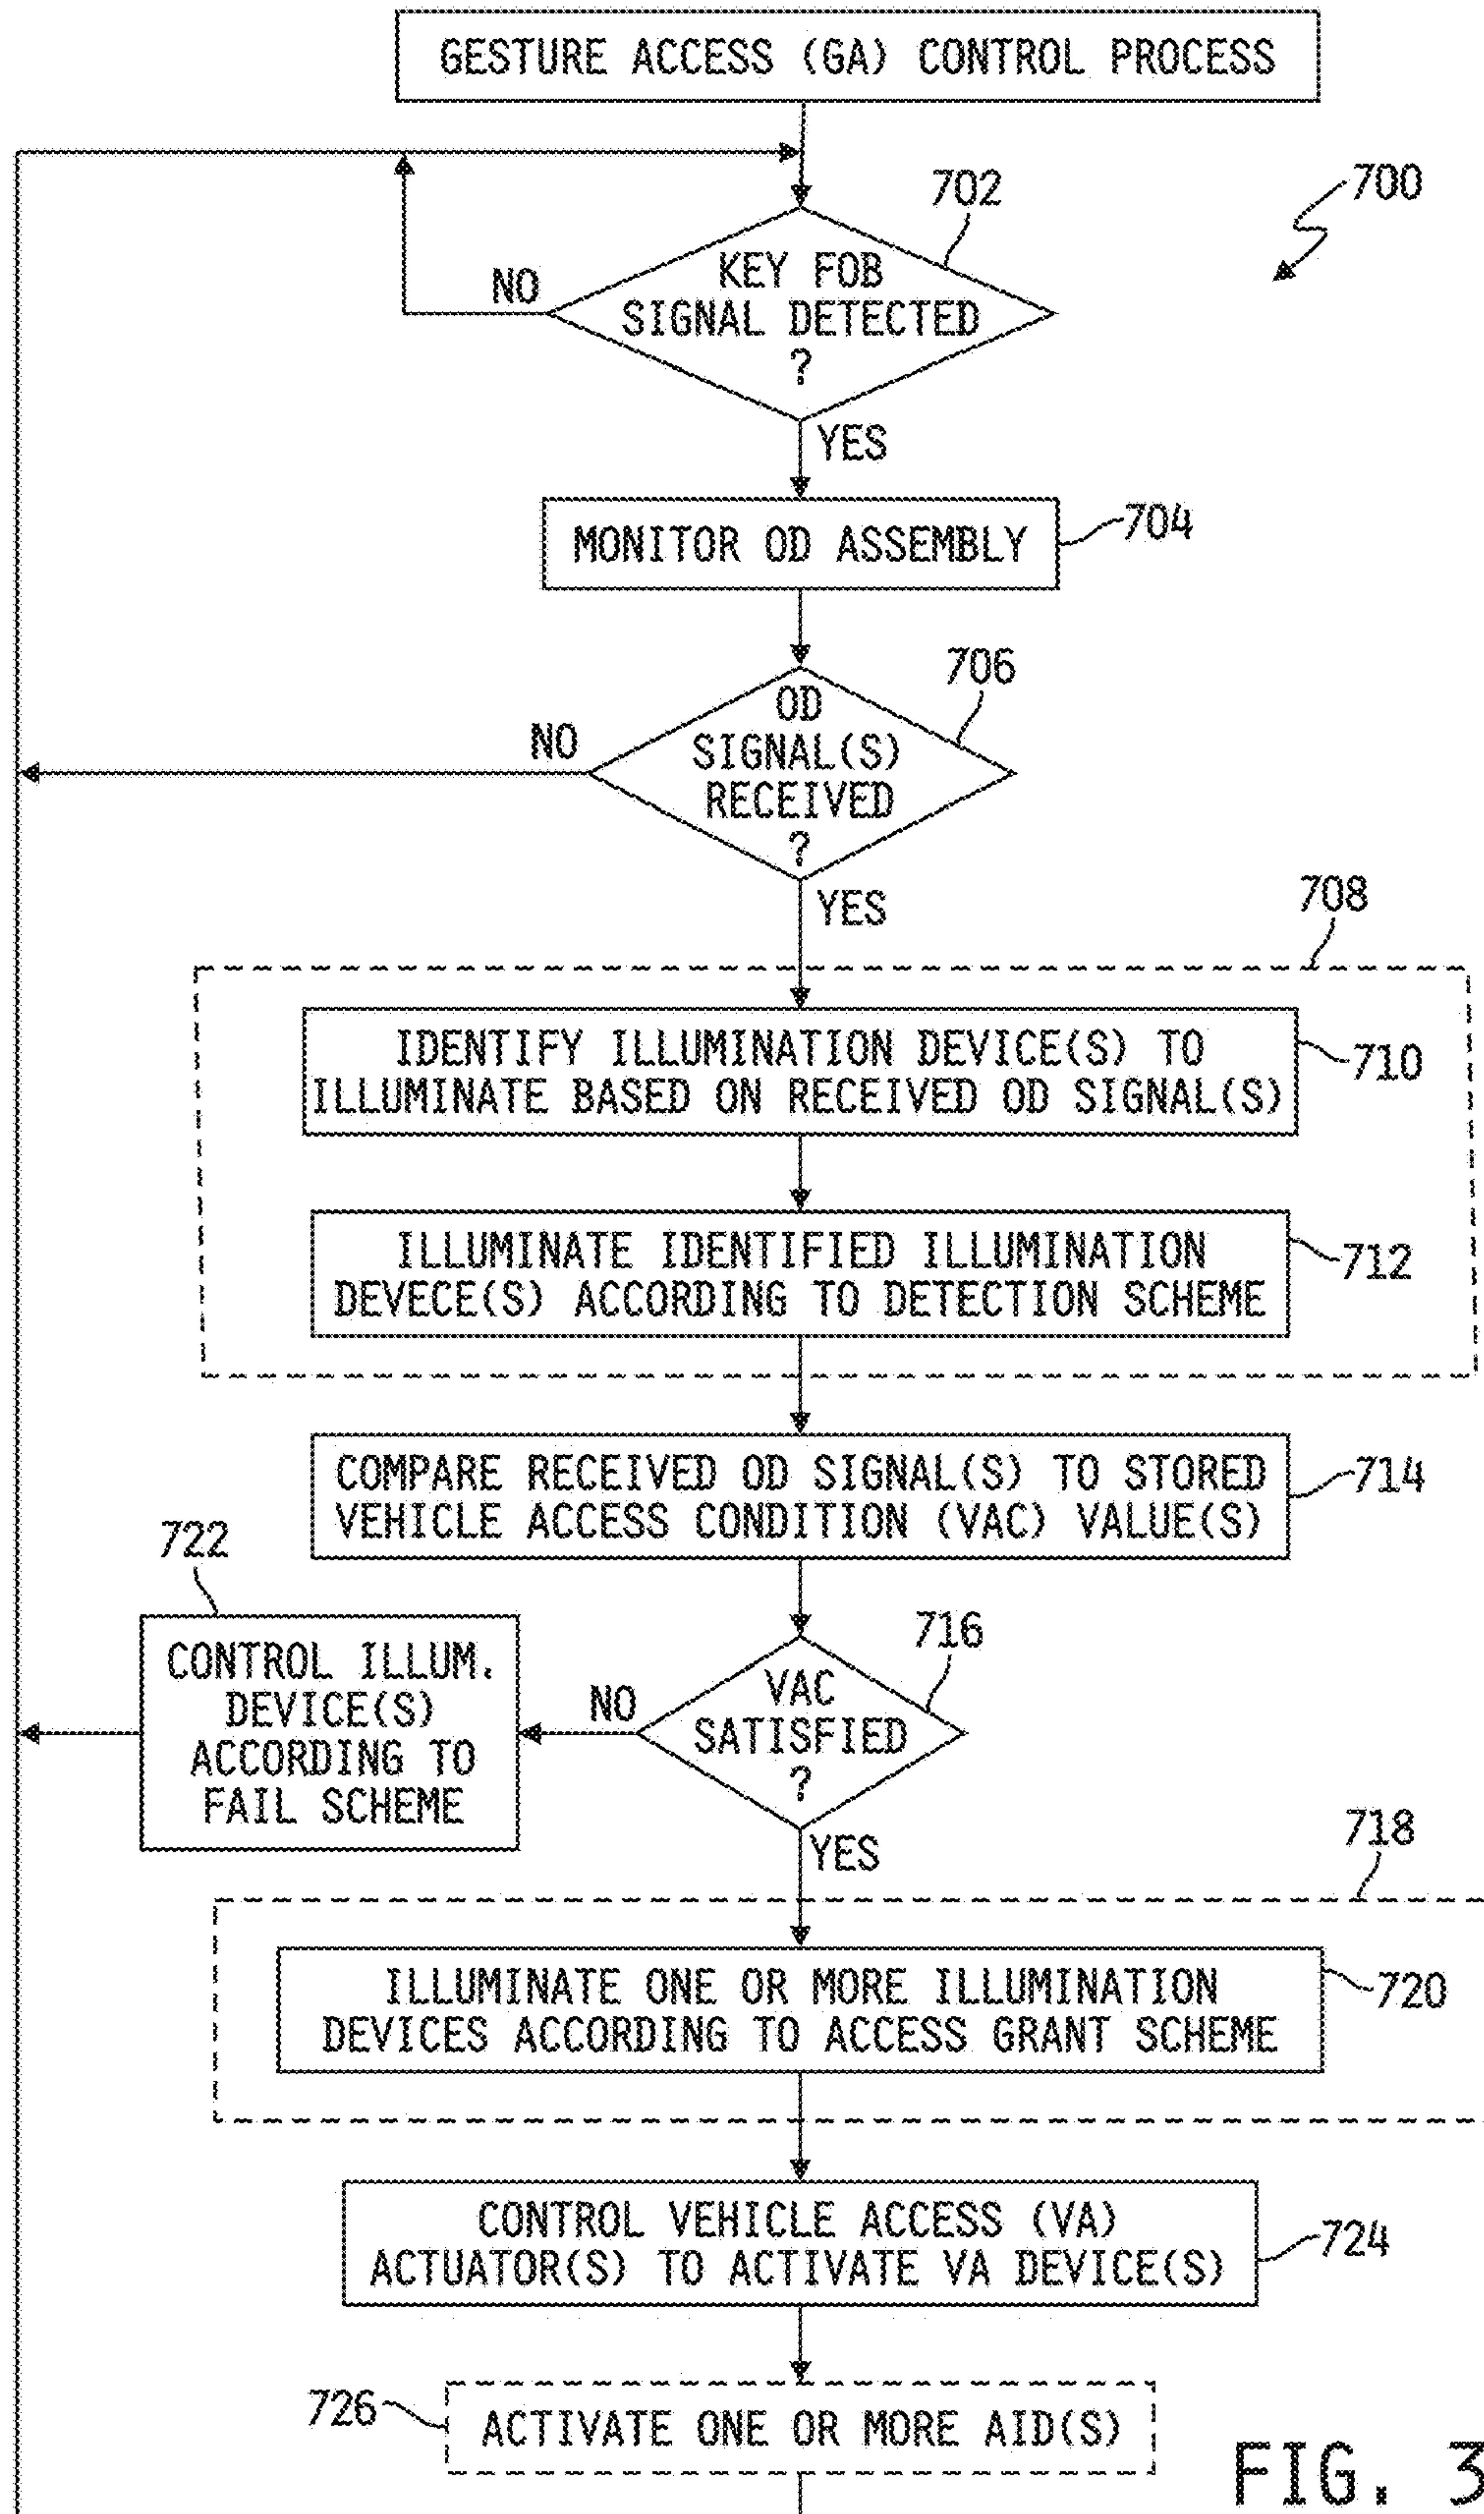 GESTURE ACCESS (GA) CONTROL PROCESS
700
702
KEY FOB
SIGNAL DETECTED
?
NO
YES
MONITOR OD ASSEMBLY
704
706
OD
SIGNAL(S)
RECEIVED
?
NO
YES
708
IDENTIFY ILLUMINATION DEVICE(S) TO
ILLUMINATE BASED ON RECEIVED OD SIGNAL(S)
710
ILLUMINATE IDENTIFIED ILLUMINATION
DEVECE(S) ACCORDING TO DETECTION SCHEME
712
COMPARE RECEIVED OD SIGNAL(S) TO STORED
VEHICLE ACCESS CONDITION (VAC) VALUE(S)
714
722
CONTROL ILLUM.
DEVICE(S)
ACCORDING TO
FAIL SCHEME
NO
716
VAC
SATISFIED
?
YES
718
ILLUMINATE ONE OR MORE ILLUMINATION
DEVICES ACCORDING TO ACCESS GRANT SCHEME
720
CONTROL VEHICLE ACCESS (VA)
ACTUATOR(S) TO ACTIVATE VA DEVICE(S)
724
726
ACTIVATE ONE OR MORE AID(S)
FIG. 3